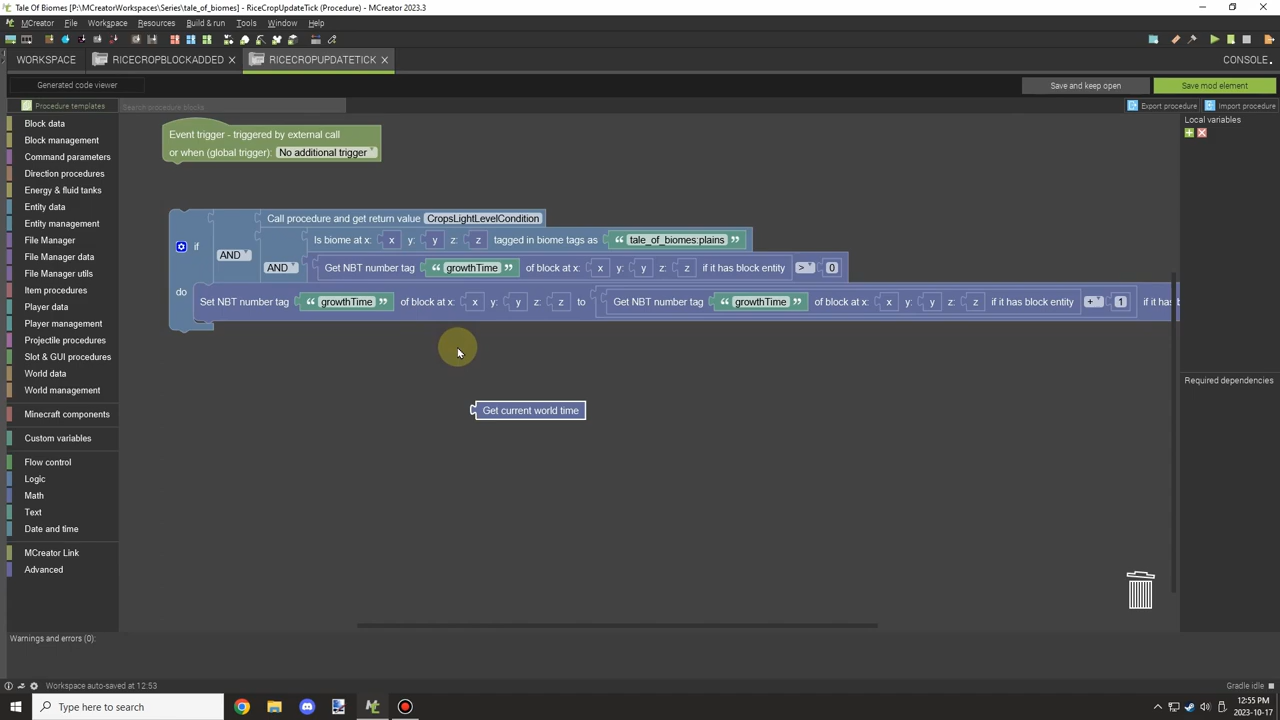 Tale Of Biomes [P:\MCreatorWorkspaces\Series\tale_of_biomes] - RiceCropUpdateTick (Procedure) - MCreator 2023.3
MCreator File Workspace Resources Build & run Tools Window Help
WORKSPACE RICECROPBLOCKADDED RICECROPUPDATETICK CONSOLE
Generated code viewer Save and keep open Save mod element
Procedure templates Search procedure blocks Export procedure Import procedure
Block data
Block management
Command parameters
Direction procedures
Energy & fluid tanks
Entity data
Entity management
File Manager
File Manager data
File Manager utils
Item procedures
Player data
Player management
Projectile procedures
Slot & GUI procedures
World data
World management
Minecraft components
Custom variables
Flow control
Logic
Math
Text
Date and time
MCreator Link
Advanced
Event trigger - triggered by external call
or when (global trigger): No additional trigger
if AND Call procedure and get return value CropsLightLevelCondition
AND Is biome at x: x y: y z: z tagged in biome tags as “ tale_of_biomes:plains ”
Get NBT number tag “ growthTime ” of block at x: x y: y z: z if it has block entity > 0
do Set NBT number tag “ growthTime ” of block at x: x y: y z: z to Get NBT number tag “ growthTime ” of block at x: x y: y z: z if it has block entity + 1 if it has b
Get current world time
Local variables
Required dependencies
Warnings and errors (0):
Workspace auto-saved at 12:53 Gradle idle
Type here to search
12:55 PM
2023-10-17